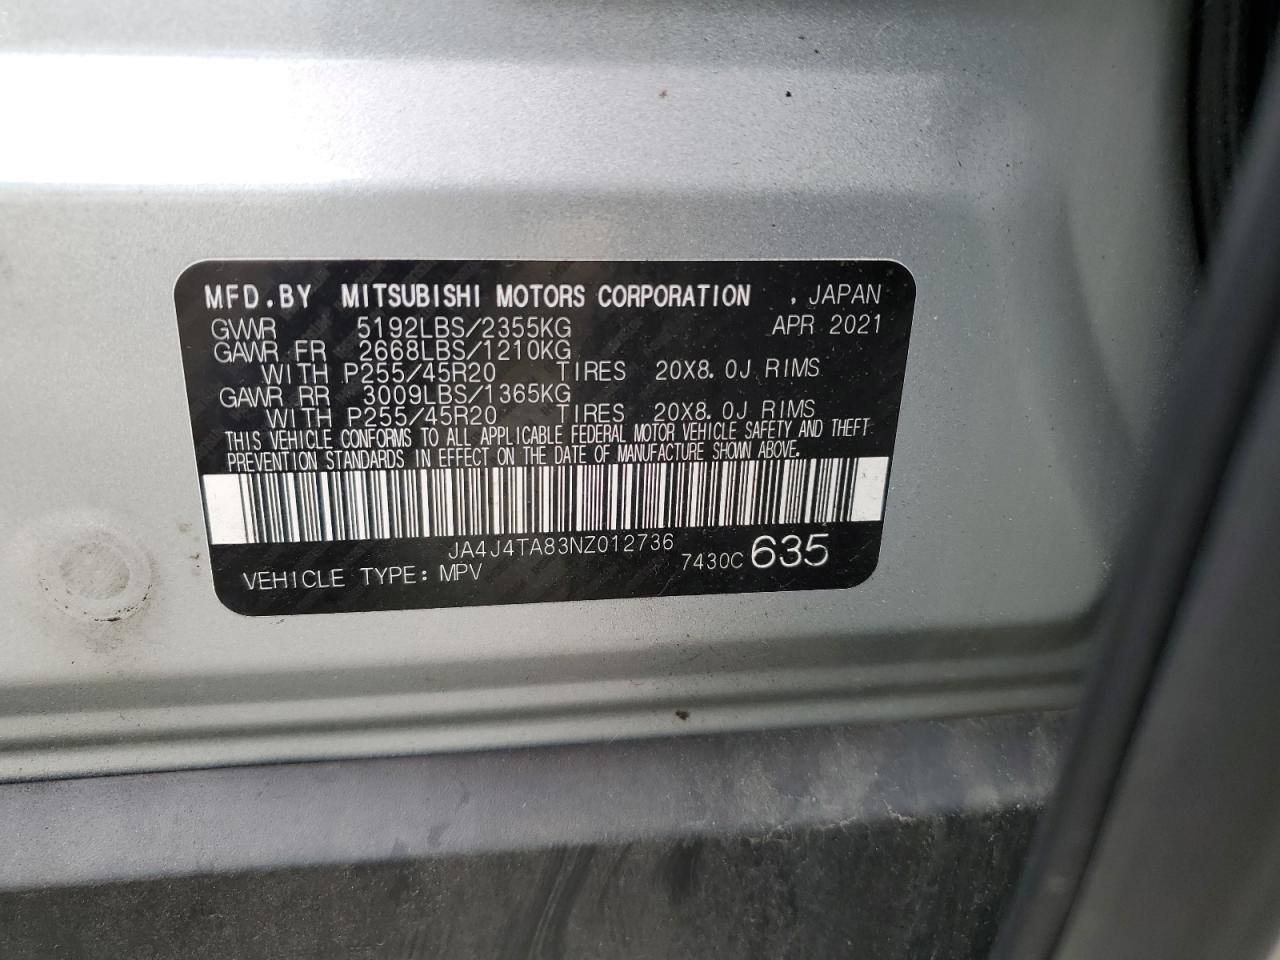 MFD.BY MITSUBISHI MOTORS CORPORATION , JAPAN
GVWR 5192LBS/2355KG APR 2021
GAWR FR 2668LBS/1210KG
WITH P255/45R20 TIRES 20X8.0J RIMS
GAWR RR 3009LBS/1365KG
WITH P255/45R20 TIRES 20X8.0J RIMS
THIS VEHICLE CONFORMS TO ALL APPLICABLE FEDERAL MOTOR VEHICLE SAFETY AND THEFT
PREVENTION STANDARDS IN EFFECT ON THE DATE OF MANUFACTURE SHOWN ABOVE.
JA4J4TA83NZ012736
VEHICLE TYPE: MPV 7430C 635